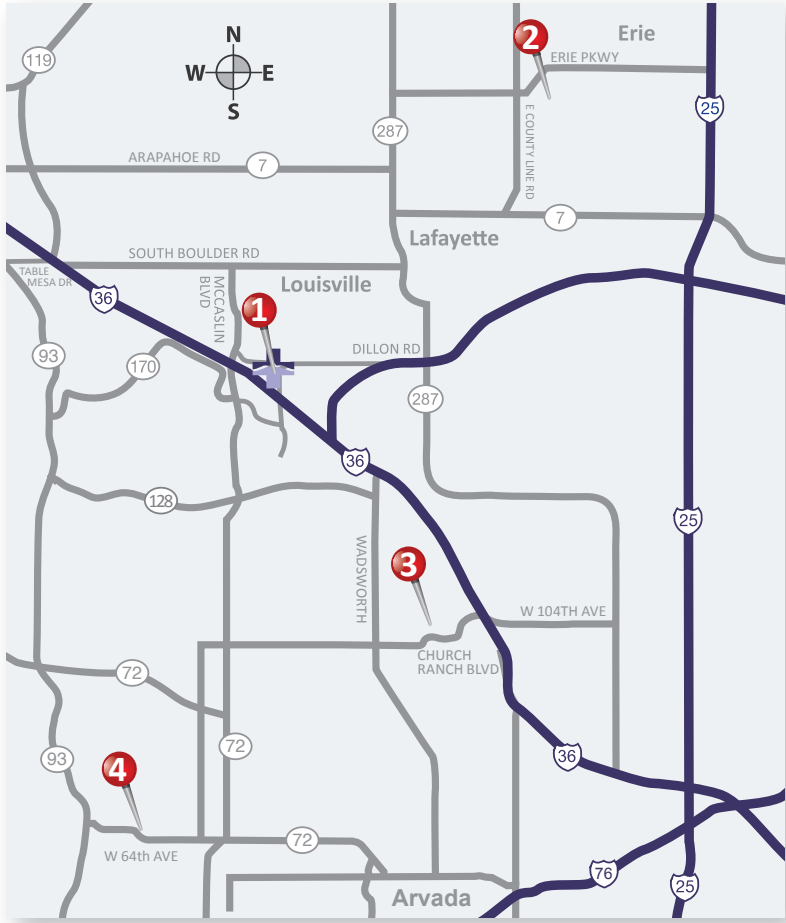 N
W E
S
119
2
Erie
ERIE PKWY
25
287
E COUNTY LINE RD
ARAPAHOE RD
7
7
Lafayette
SOUTH BOULDER RD
TABLE
MESA DR
36
MCCASLIN
BLVD
Louisville
1
93
170
DILLON RD
287
36
128
25
WADSWORTH
3
W 104TH AVE
CHURCH
RANCH BLVD
72
72
93
36
4
W 64th AVE
72
76
25
Arvada